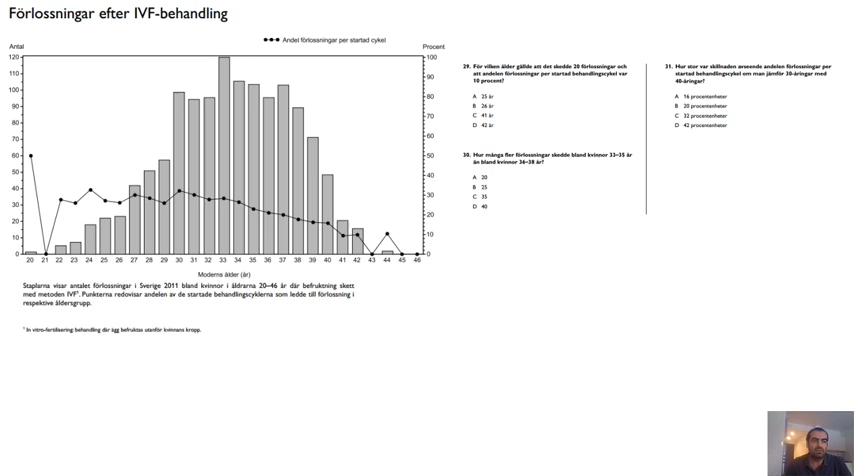 Förlossningar efter IVF-behandling
Andel förlossningar per startad cykel
Antal
Procent
120
110
100
90
80
70
60
50
40
30
20
10
0
100
90
80
70
60
50
40
30
20
10
0
20 21 22 23 24 25 26 27 28 29 30 31 32 33 34 35 36 37 38 39 40 41 42 43 44 45 46
Moderns ålder (år)
Staplarna visar antalet förlossningar i Sverige 2011 bland kvinnor i åldrarna 20–46 år där befruktning skett
med metoden IVF¹. Punkterna redovisar andelen av de startade behandlingscyklerna som ledde till förlossning i
respektive åldersgrupp.
¹ In vitro-fertilisering: behandling där ägg befruktas utanför kvinnans kropp.
29. För vilken ålder gällde att det skedde 20 förlossningar och
att andelen förlossningar per startad behandlingscykel var
10 procent?
A 25 år
B 26 år
C 41 år
D 42 år
30. Hur många fler förlossningar skedde bland kvinnor 33–35 år
än bland kvinnor 36–38 år?
A 20
B 25
C 35
D 40
31. Hur stor var skillnaden avseende andelen förlossningar per
startad behandlingscykel om man jämför 30-åringar med
40-åringar?
A 16 procentenheter
B 20 procentenheter
C 32 procentenheter
D 42 procentenheter